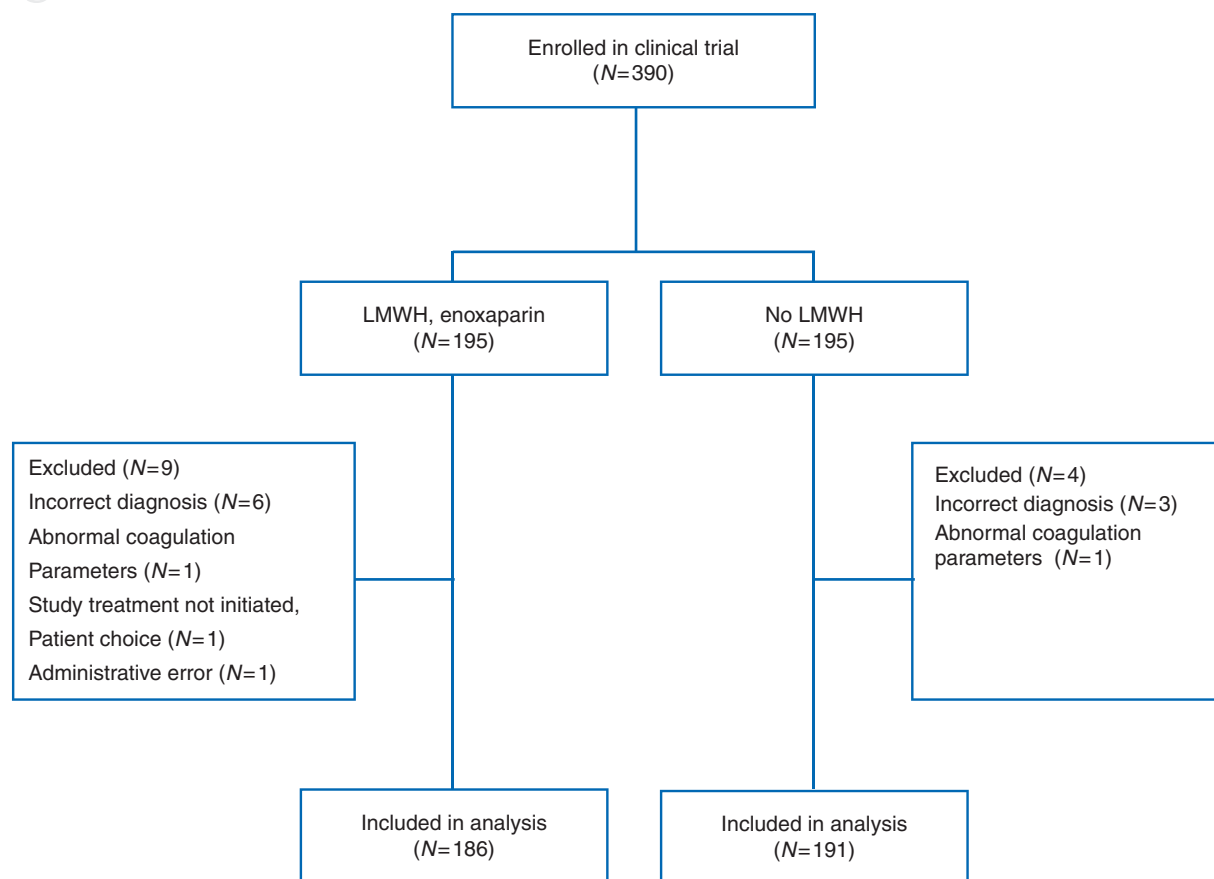 Enrolled in clinical trial
(N=390)
LMWH, enoxaparin
(N=195)
No LMWH
(N=195)
Excluded (N=9)
Incorrect diagnosis (N=6)
Abnormal coagulation
Parameters (N=1)
Study treatment not initiated,
Patient choice (N=1)
Administrative error (N=1)
Excluded (N=4)
Incorrect diagnosis (N=3)
Abnormal coagulation
parameters (N=1)
Included in analysis
(N=186)
Included in analysis
(N=191)